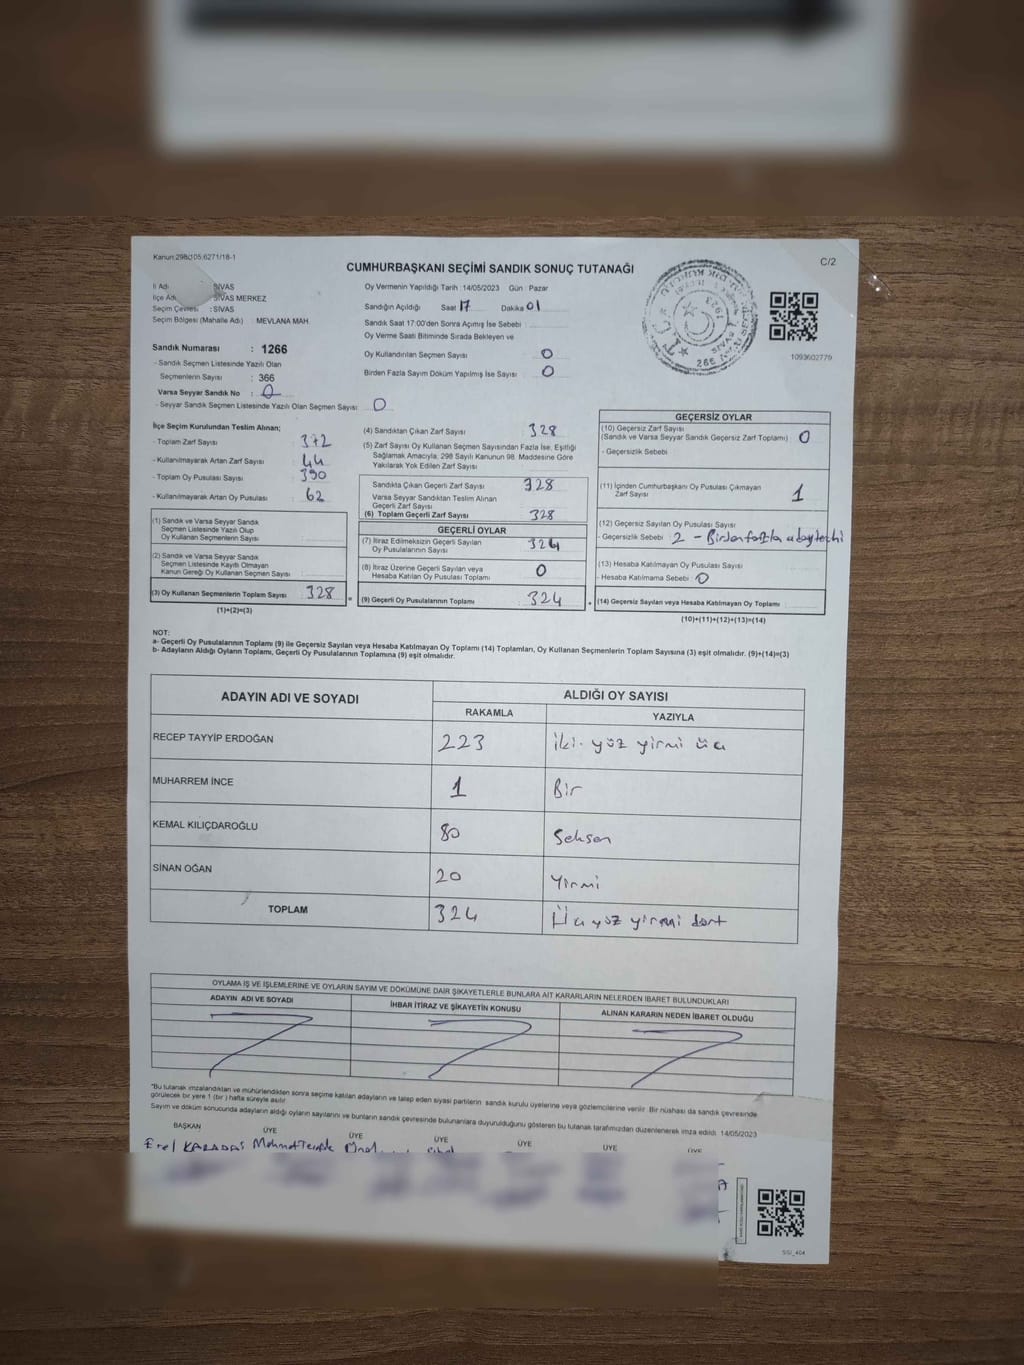 Kanun:298/105,6271/18-1
C/2
CUMHURBAŞKANI SEÇİMİ SANDIK SONUÇ TUTANAĞI
İl Adı : SİVAS
İlçe Adı : SİVAS MERKEZ
Seçim Çevresi : SİVAS
Seçim Bölgesi (Mahalle Adı) : MEVLANA MAH.
Sandık Numarası : 1266
- Sandık Seçmen Listesinde Yazılı Olan
Seçmenlerin Sayısı : 366
Varsa Seyyar Sandık No : 0
- Seyyar Sandık Seçmen Listesinde Yazılı Olan Seçmen Sayısı : 0
Oy Vermenin Yapıldığı Tarih : 14/05/2023 Gün : Pazar
Sandığın Açıldığı Saat 17 Dakika 01
Sandık Saat 17:00'den Sonra Açımış İse Sebebi
Oy Verme Saati Bitiminde Sırada Bekleyen ve
Oy Kullandırılan Seçmen Sayısı 0
Birden Fazla Sayım Döküm Yapılmış İse Sayısı 0
1093602779
İlçe Seçim Kurulundan Teslim Alınan;
- Toplam Zarf Sayısı 372
- Kullanılmayarak Artan Zarf Sayısı 44
- Toplam Oy Pusulası Sayısı 390
- Kullanılmayarak Artan Oy Pusulası 62
(1) Sandık ve Varsa Seyyar Sandık
Seçmen Listesinde Yazılı Olup
Oy Kullanan Seçmenlerin Sayısı
(2) Sandık ve Varsa Seyyar Sandık
Seçmen Listesinde Kayıtlı Olmayan
Kanun Gereği Oy Kullanan Seçmen Sayısı
(3) Oy Kullanan Seçmenlerin Toplam Sayısı 328
(1)+(2)=(3)
(4) Sandıktan Çıkan Zarf Sayısı 328
(5) Zarf Sayısı Oy Kullanan Seçmen Sayısından Fazla İse, Eşitliği
Sağlamak Amacıyla, 298 Sayılı Kanunun 98. Maddesine Göre
Yakılarak Yok Edilen Zarf Sayısı
Sandıkta Çıkan Geçerli Zarf Sayısı 328
Varsa Seyyar Sandıktan Teslim Alınan
Geçerli Zarf Sayısı
(6) Toplam Geçerli Zarf Sayısı 328
GEÇERLİ OYLAR
(7) İtiraz Edilmeksizin Geçerli Sayılan
Oy Pusulalarının Sayısı 324
(8) İtiraz Üzerine Geçerli Sayılan veya
Hesaba Katılan Oy Pusulası Toplamı 0
(9) Geçerli Oy Pusulalarının Toplamı 324
GEÇERSİZ OYLAR
(10) Geçersiz Zarf Sayısı
(Sandık ve Varsa Seyyar Sandık Geçersiz Zarf Toplamı) 0
- Geçersizlik Sebebi
(11) İçinden Cumhurbaşkanı Oy Pusulası Çıkmayan
Zarf Sayısı 1
(12) Geçersiz Sayılan Oy Pusulası Sayısı
- Geçersizlik Sebebi 2 - Birden fazla aday tercihi
(13) Hesaba Katılmayan Oy Pusulası Sayısı
- Hesaba Katılmama Sebebi 0
(14) Geçersiz Sayılan veya Hesaba Katılmayan Oy Toplamı
(10)+(11)+(12)+(13)=(14)
NOT:
a- Geçerli Oy Pusulalarının Toplamı (9) ile Geçersiz Sayılan veya Hesaba Katılmayan Oy Toplamı (14) Toplamları, Oy Kullanan Seçmenlerin Toplam Sayısına (3) eşit olmalıdır. (9)+(14)=(3)
b- Adayların Aldığı Oyların Toplamı, Geçerli Oy Pusulalarının Toplamına (9) eşit olmalıdır.
ADAYIN ADI VE SOYADI ALDIĞI OY SAYISI
RAKAMLA YAZIYLA
RECEP TAYYİP ERDOĞAN 223 iki yüz yirmi üç
MUHARREM İNCE 1 Bir
KEMAL KILIÇDAROĞLU 80 Seksen
SİNAN OĞAN 20 Yirmi
TOPLAM 324 Üç yüz yirmi dört
OYLAMA İŞ VE İŞLEMLERİNE VE OYLARIN SAYIM VE DÖKÜMÜNE DAİR ŞİKAYETLERLE BUNLARA AİT KARARLARIN NELERDEN İBARET BULUNDUKLARI
ADAYIN ADI VE SOYADI İHBAR İTİRAZ VE ŞİKAYETİN KONUSU ALINAN KARARIN NEDEN İBARET OLDUĞU
"Bu tutanak imzalandıktan ve mühürlendikten sonra seçime katılan adayların ve talep eden siyasi partilerin sandık kurulu üyelerine veya gözlemcilerine verilir. Bir nüshası da sandık çevresinde
görülecek bir yere 1 (bir) hafta süreyle asılır.
Sayım ve döküm sonucunda adayların aldığı oyların sayılarını ve bunların sandık çevresinde bulunanlara duyurulduğunu gösteren bu tutanak tarafımızdan düzenlenerek imza edildi. 14/05/2023
BAŞKAN ÜYE ÜYE ÜYE ÜYE ÜYE ÜYE
Erel KARADAŞ
SSİ_404